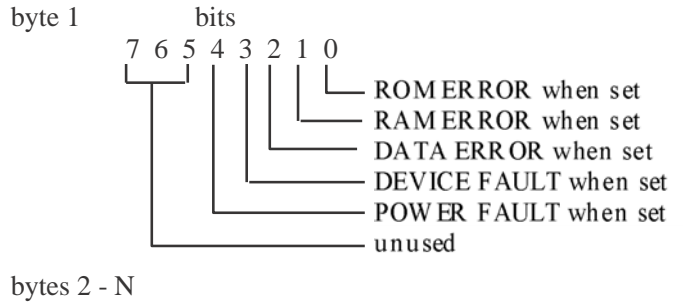 byte 1 bits
7 6 5 4 3 2 1 0
ROM ERROR when set
RAM ERROR when set
DATA ERROR when set
DEVICE FAULT when set
POWER FAULT when set
unused
bytes 2 - N